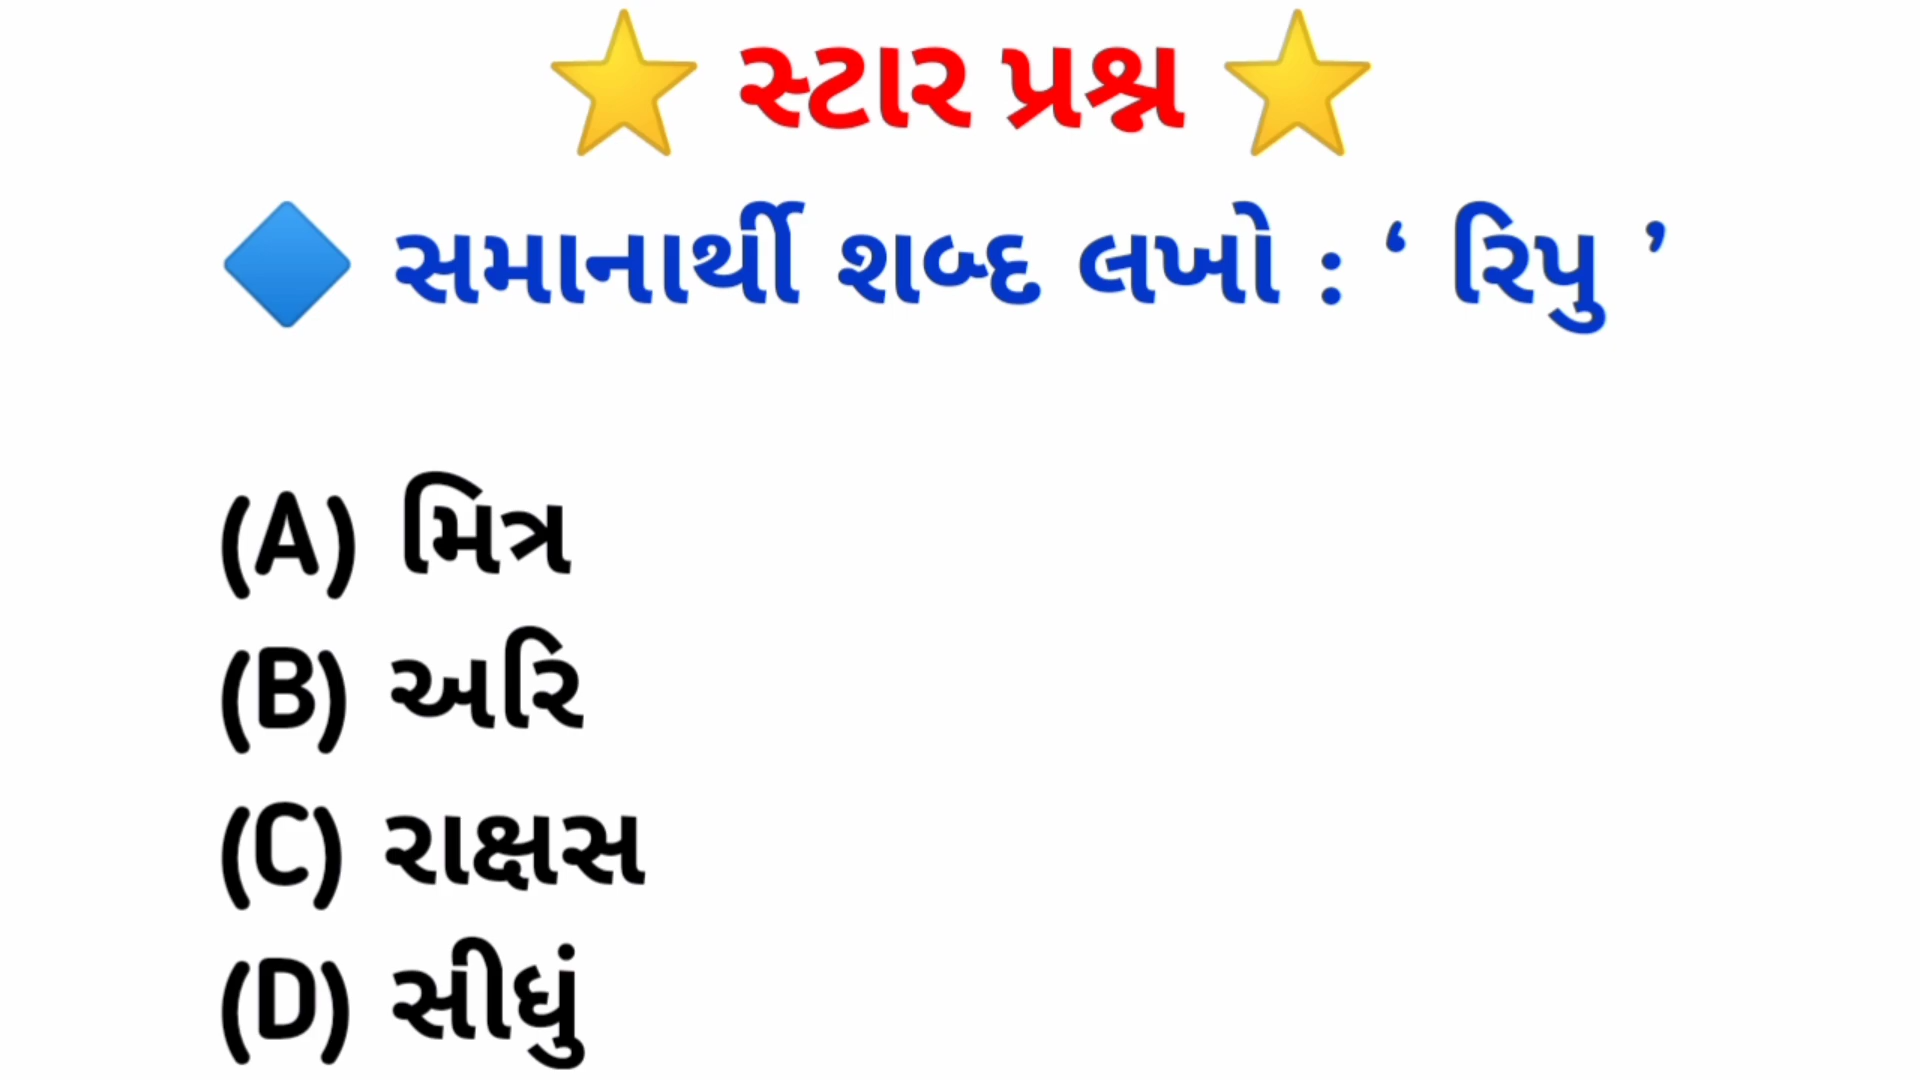 ⭐ સ્ટાર પ્રશ્ન ⭐
🔷 સમાનાર્થી શબ્દ લખો : ‘ રિપુ ’
(A) મિત્ર
(B) અરિ
(C) રાક્ષસ
(D) સીધું